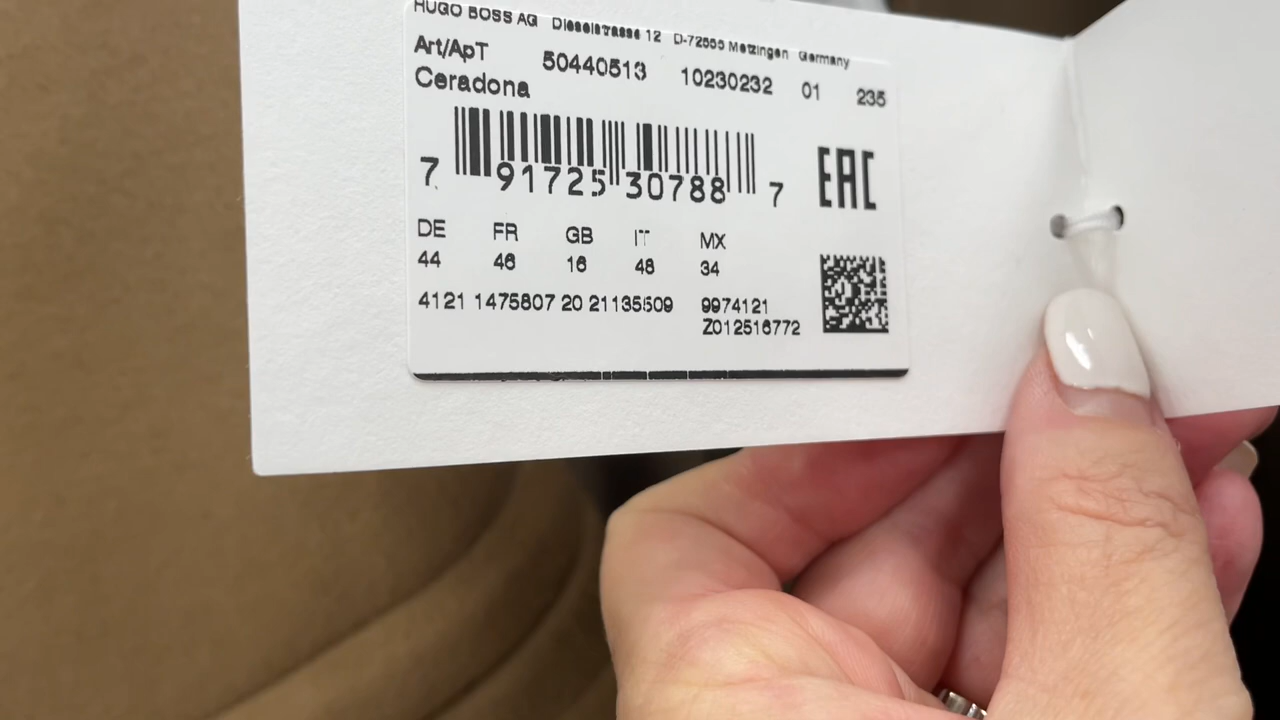 HUGO BOSS AG Dieselstrasse 12 D-72555 Metzingen Germany
Art/ApT 50440513 10230232 01 235
Ceradona
7 91725 30788 7
EAC
DE FR GB IT MX
44 46 16 48 34
4121 1475807 20 21135509 9974121
Z012516772